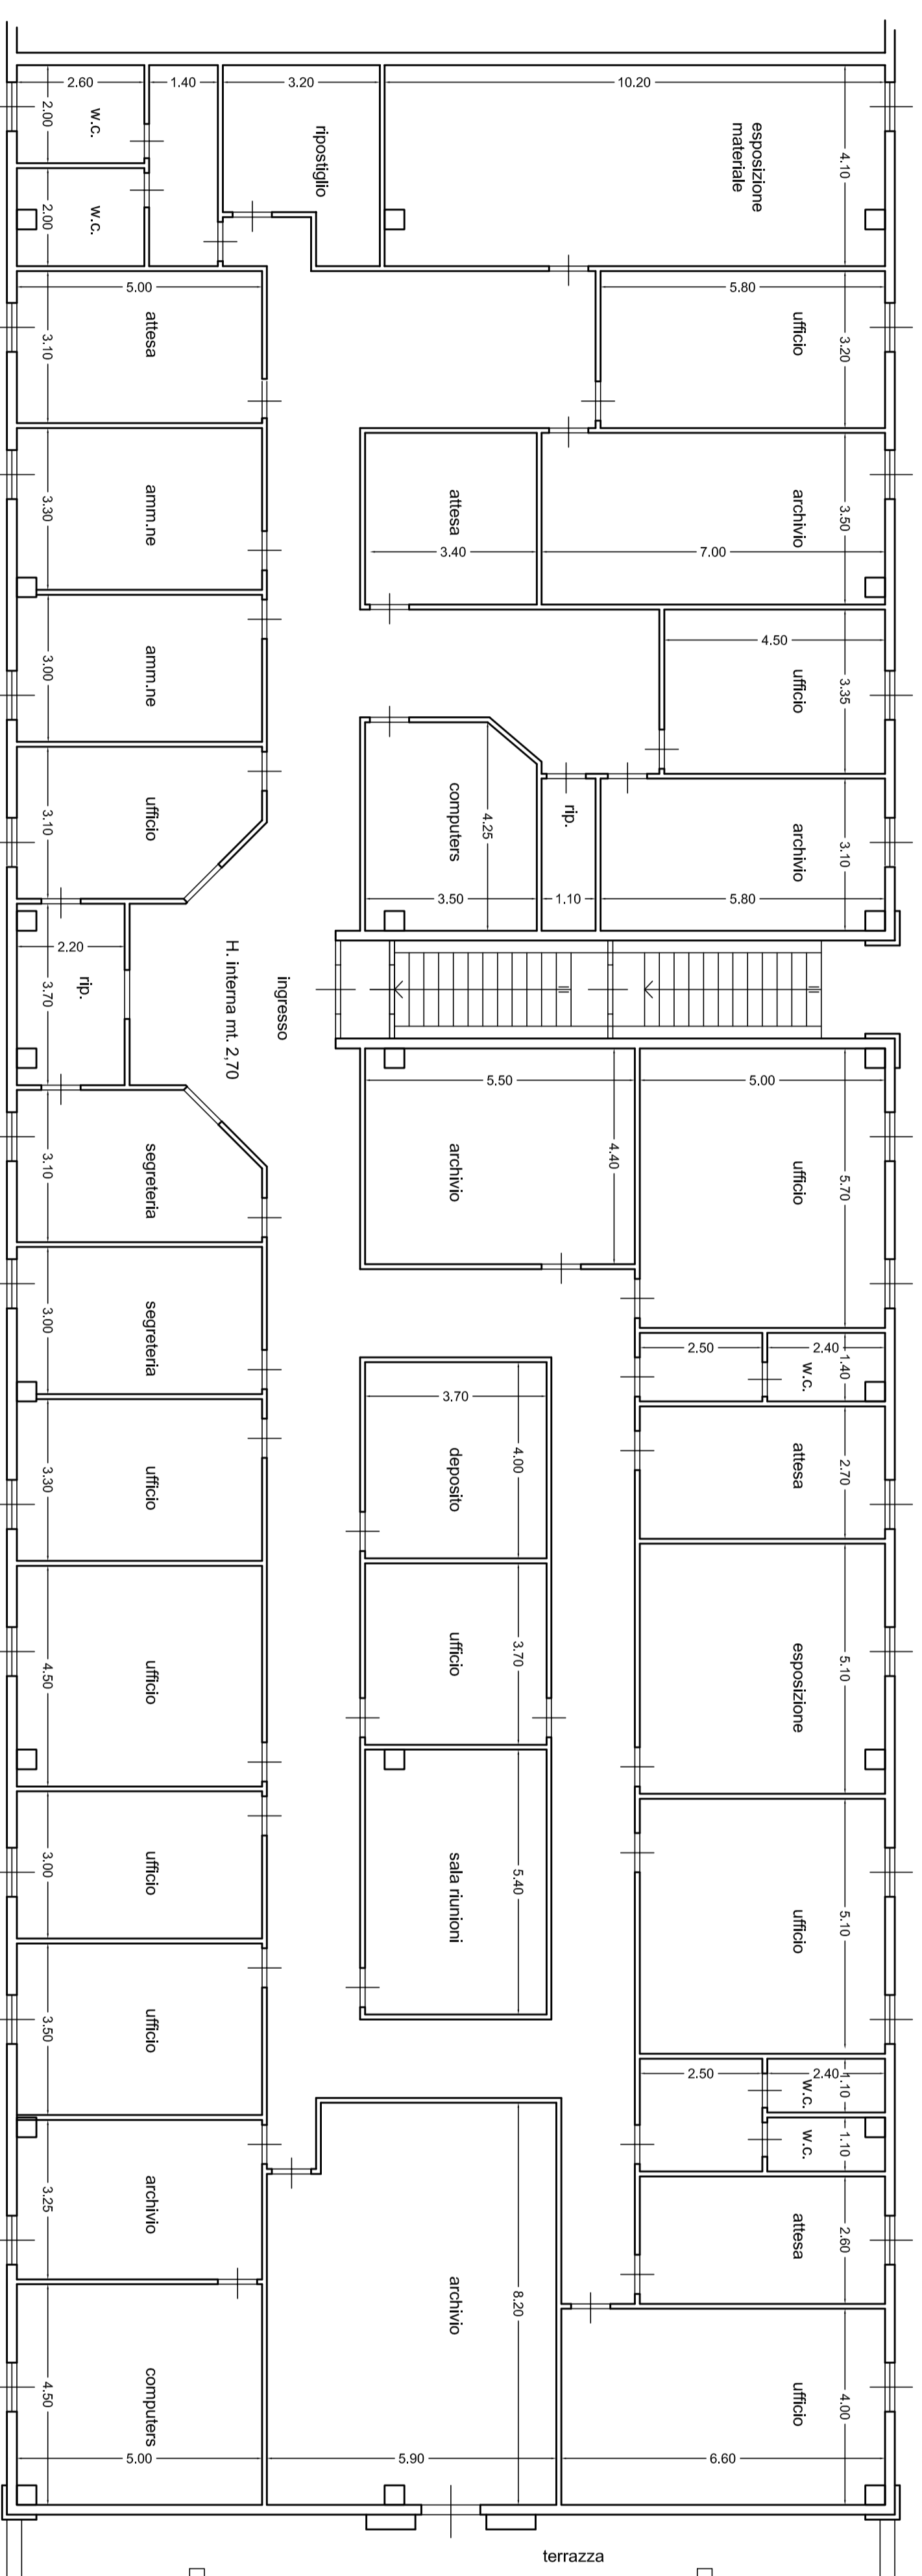 2.60
1.40
3.20
10.20
2.00
w.c.
ripostiglio
esposizione
materiale
4.10
2.00
w.c.
5.00
attesa
3.10
5.80
ufficio
3.20
amm.ne
3.30
attesa
3.40
7.00
archivio
3.50
amm.ne
3.00
4.50
ufficio
3.35
ufficio
3.10
computers
4.25
3.50
rip.
1.10
archivio
3.10
5.80
2.20
rip.
3.70
H. interna mt. 2,70
ingresso
segreteria
3.10
5.50
archivio
4.40
5.00
ufficio
5.70
segreteria
3.00
2.50
2.40
1.40
w.c.
3.70
deposito
4.00
attesa
2.70
ufficio
3.30
ufficio
4.50
ufficio
3.70
esposizione
5.10
ufficio
3.00
sala riunioni
5.40
ufficio
5.10
ufficio
3.50
2.50
2.40
1.10
w.c.
w.c.
1.10
archivio
3.25
archivio
8.20
attesa
2.60
computers
4.50
5.00
5.90
6.60
ufficio
4.00
terrazza